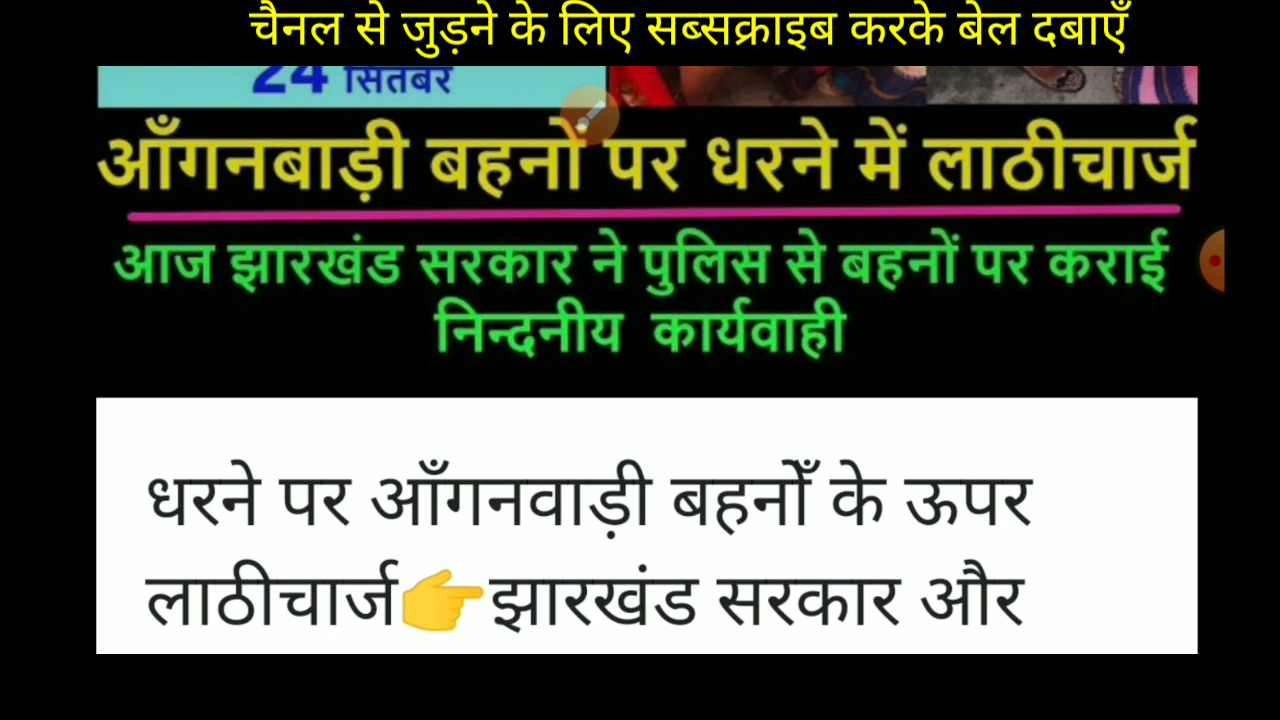 चैनल से जुड़ने के लिए सब्सक्राइब करके बेल दबाएँ
24 सितंबर
आँगनबाड़ी बहनों पर धरने में लाठीचार्ज
आज झारखंड सरकार ने पुलिस से बहनों पर कराई
निन्दनीय कार्यवाही
धरने पर आँगनवाड़ी बहनोँ के ऊपर
लाठीचार्ज👉झारखंड सरकार और